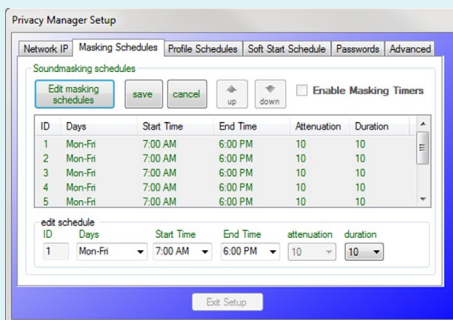 Privacy Manager Setup
Network IP Masking Schedules Profile Schedules Soft Start Schedule Passwords Advanced
Soundmasking schedules
Edit masking schedules save cancel up down Enable Masking Timers
ID Days Start Time End Time Attenuation Duration
1 Mon-Fri 7:00 AM 6:00 PM 10 10
2 Mon-Fri 7:00 AM 6:00 PM 10 10
3 Mon-Fri 7:00 AM 6:00 PM 10 10
4 Mon-Fri 7:00 AM 6:00 PM 10 10
5 Mon-Fri 7:00 AM 6:00 PM 10 10
edit schedule
ID Days Start Time End Time attenuation duration
1 Mon-Fri 7:00 AM 6:00 PM 10 10
Exit Setup